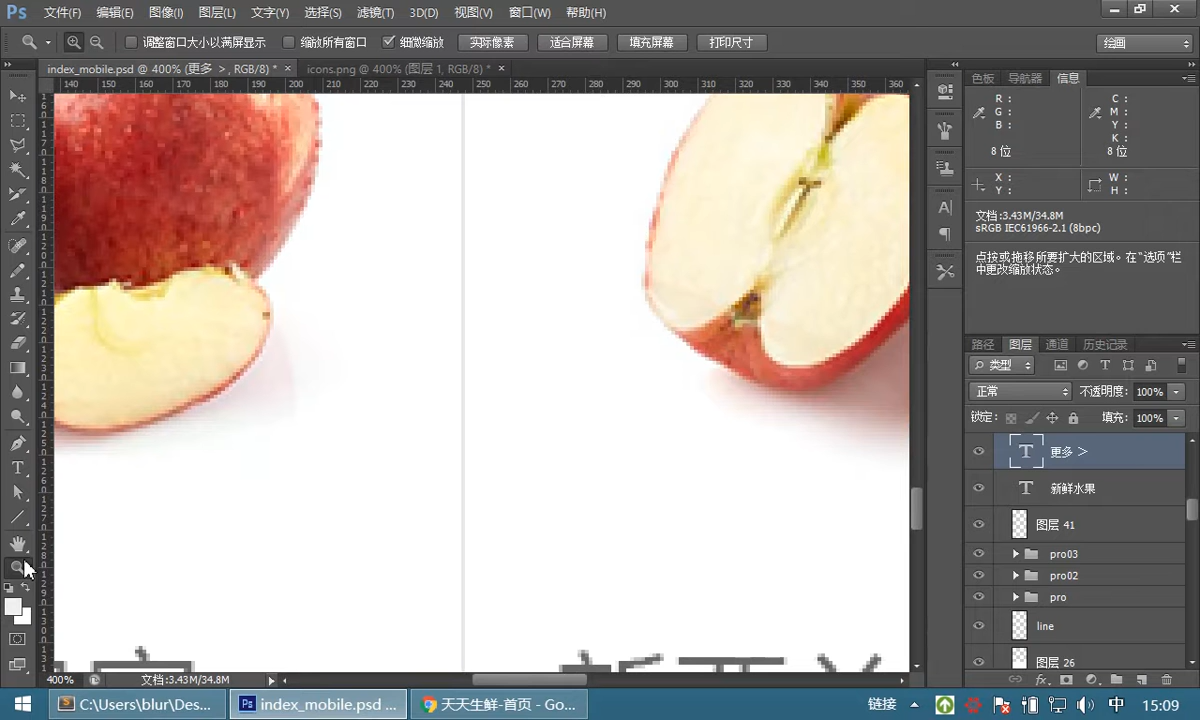 Ps 文件(F) 编辑(E) 图像(I) 图层(L) 文字(Y) 选择(S) 滤镜(T) 3D(D) 视图(V) 窗口(W) 帮助(H)
调整窗口大小以满屏显示 缩放所有窗口 细微缩放 实际像素 适合屏幕 填充屏幕 打印尺寸 绘画
index_mobile.psd @ 400% (更多 >, RGB/8) * × icons.png @ 400% (图层 1, RGB/8) * ×
140 150 160 170 180 190 200 210 220 230 240 250 260 270 280 290 300 310 320 330 340 350 360
色板 导航器 信息
R : C :
G : M :
B : Y :
K :
8 位 8 位
X : W :
Y : H :
文档:3.43M/34.8M
sRGB IEC61966-2.1 (8bpc)
点按或拖移所要扩大的区域。在“选项”栏
中更改缩放状态。
路径 图层 通道 历史记录
类型
正常 不透明度: 100%
锁定: 填充: 100%
更多 >
新鲜水果
图层 41
pro03
pro02
pro
line
图层 26
400% 文档:3.43M/34.8M
C:\Users\blur\Des... index_mobile.psd ... 天天生鲜-首页 - Go... 链接 中 15:09